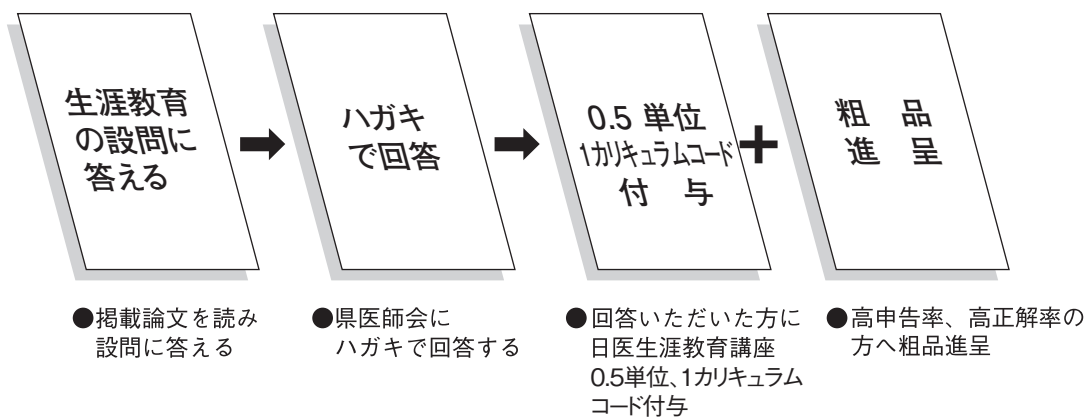 生涯教育
の設問に
答える
ハガキ
で回答
0.5 単位
1カリキュラムコード
付 与
粗 品
進 呈
●掲載論文を読み
設問に答える
●県医師会に
ハガキで回答する
●回答いただいた方に
日医生涯教育講座
0.5単位、1カリキュラム
コード付与
●高申告率、高正解率の
方へ粗品進呈